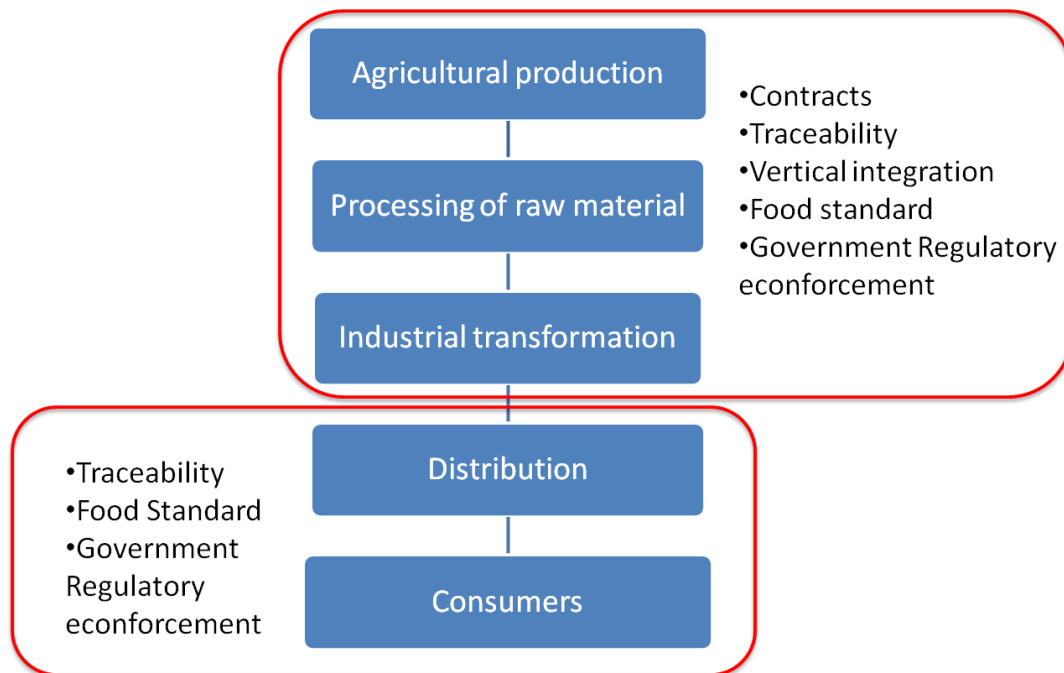 Agricultural production
Processing of raw material
Industrial transformation
•Contracts
•Traceability
•Vertical integration
•Food standard
•Government Regulatory
econforcement
Distribution
Consumers
•Traceability
•Food Standard
•Government
Regulatory
econforcement